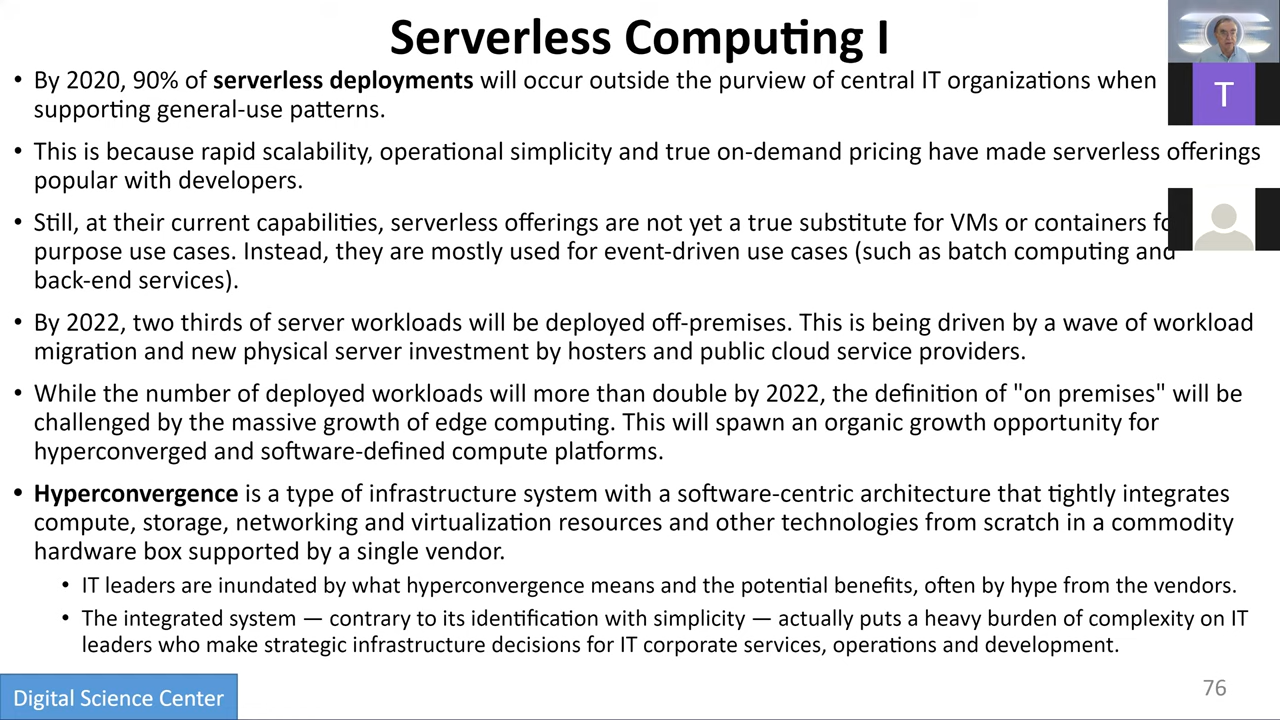 Serverless Computing I
• By 2020, 90% of serverless deployments will occur outside the purview of central IT organizations when
supporting general-use patterns.
T
• This is because rapid scalability, operational simplicity and true on-demand pricing have made serverless offerings
popular with developers.
• Still, at their current capabilities, serverless offerings are not yet a true substitute for VMs or containers
purpose use cases. Instead, they are mostly used for event-driven use cases (such as batch computing and
back-end services).
• By 2022, two thirds of server workloads will be deployed off-premises. This is being driven by a wave of workload
migration and new physical server investment by hosters and public cloud service providers.
• While the number of deployed workloads will more than double by 2022, the definition of "on premises" will be
challenged by the massive growth of edge computing. This will spawn an organic growth opportunity for
hyperconverged and software-defined compute platforms.
• Hyperconvergence is a type of infrastructure system with a software-centric architecture that tightly integrates
compute, storage, networking and virtualization resources and other technologies from scratch in a commodity
hardware box supported by a single vendor.
• IT leaders are inundated by what hyperconvergence means and the potential benefits, often by hype from the vendors.
• The integrated system — contrary to its identification with simplicity — actually puts a heavy burden of complexity on IT
leaders who make strategic infrastructure decisions for IT corporate services, operations and development.
Digital Science Center
76